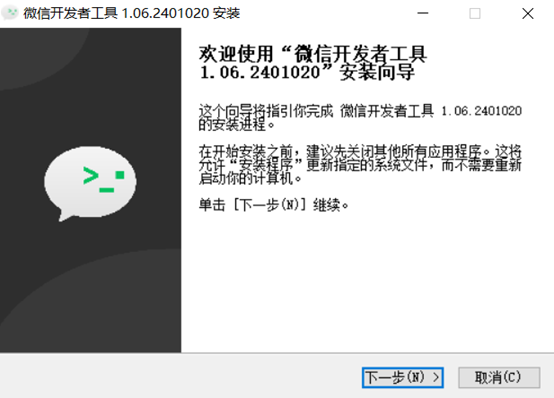 微信开发者工具 1.06.2401020 安装
欢迎使用“微信开发者工具
1.06.2401020”安装向导
这个向导将指引你完成 微信开发者工具 1.06.2401020
的安装进程。
在开始安装之前，建议先关闭其他所有应用程序。这将
允许“安装程序”更新指定的系统文件，而不需要重新
启动你的计算机。
单击 [下一步(N)] 继续。
>_
下一步(N) >
取消(C)